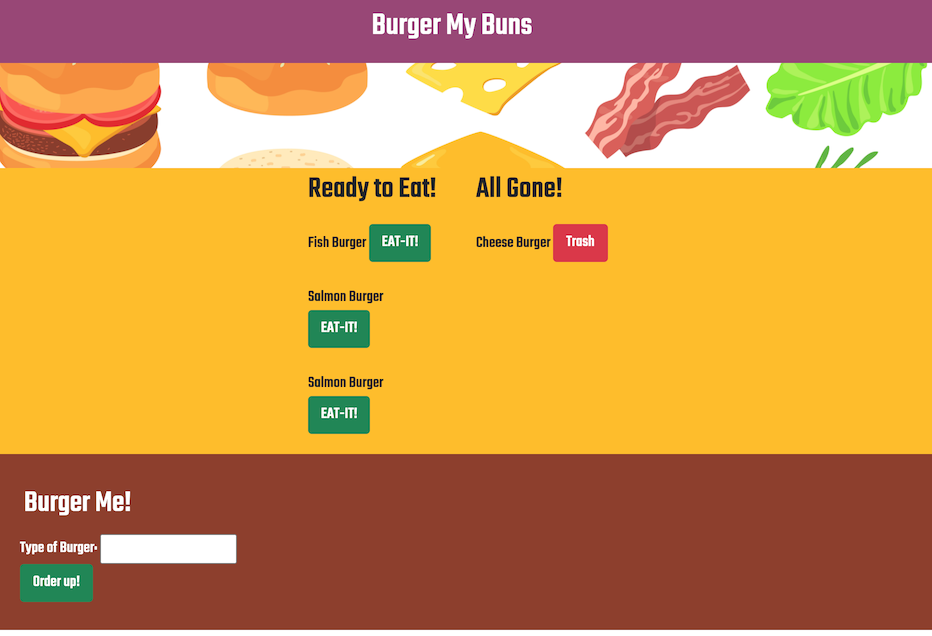 Burger My Buns
Ready to Eat!
All Gone!
Fish Burger EAT-IT!
Cheese Burger Trash
Salmon Burger
EAT-IT!
Salmon Burger
EAT-IT!
Burger Me!
Type of Burger:
Order up!